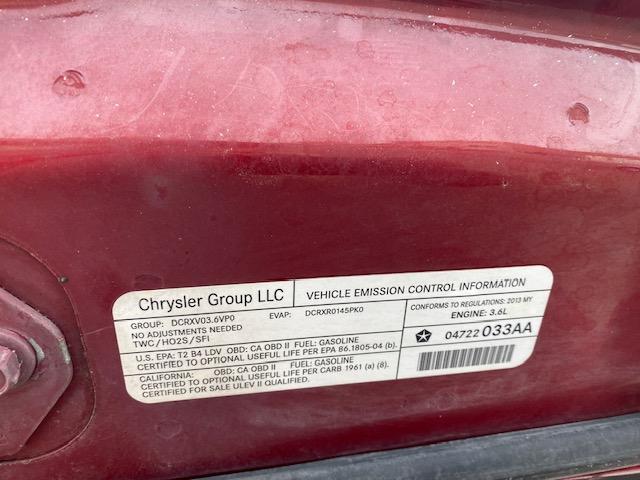 Chrysler Group LLC
VEHICLE EMISSION CONTROL INFORMATION
GROUP: DCRXV03.6VP0 EVAP: DCRXR0145PK0
NO ADJUSTMENTS NEEDED
TWC/HO2S/SFI
CONFORMS TO REGULATIONS: 2013 MY
ENGINE: 3.6L
04722 033AA
U.S. EPA: T2 B4 LDV OBD: CA OBD II FUEL: GASOLINE
CERTIFIED TO OPTIONAL USEFUL LIFE PER EPA 86.1805-04 (b).
CALIFORNIA: OBD: CA OBD II FUEL: GASOLINE
CERTIFIED TO OPTIONAL USEFUL LIFE PER CARB 1961 (a) (8).
CERTIFIED FOR SALE ULEV II QUALIFIED.